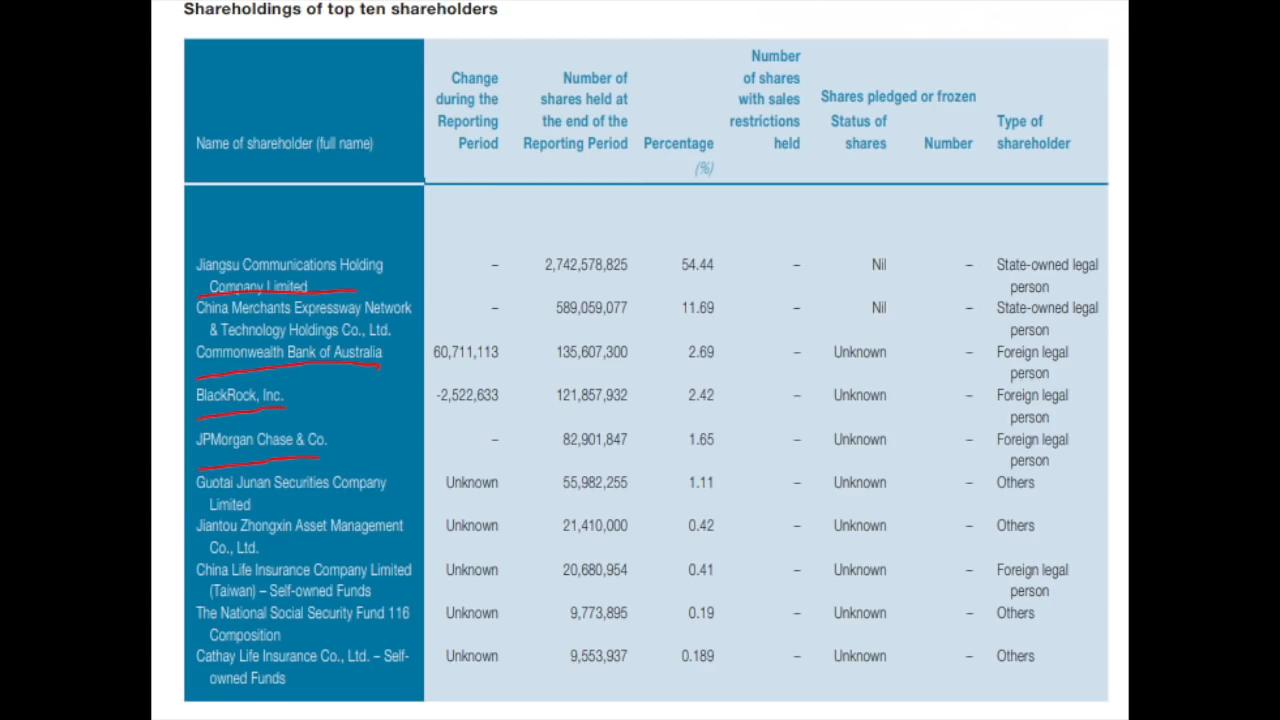 Shareholdings of top ten shareholders
Name of shareholder (full name) Change during the Reporting Period Number of shares held at the end of the Reporting Period Percentage (%) Number of shares with sales restrictions held Shares pledged or frozen Status of shares Number Type of shareholder
Jiangsu Communications Holding Company Limited – 2,742,578,825 54.44 – Nil – State-owned legal person
China Merchants Expressway Network & Technology Holdings Co., Ltd. – 589,059,077 11.69 – Nil – State-owned legal person
Commonwealth Bank of Australia 60,711,113 135,607,300 2.69 – Unknown – Foreign legal person
BlackRock, Inc. -2,522,633 121,857,932 2.42 – Unknown – Foreign legal person
JPMorgan Chase & Co. – 82,901,847 1.65 – Unknown – Foreign legal person
Guotai Junan Securities Company Limited Unknown 55,982,255 1.11 – Unknown – Others
Jiantou Zhongxin Asset Management Co., Ltd. Unknown 21,410,000 0.42 – Unknown – Others
China Life Insurance Company Limited (Taiwan) – Self-owned Funds Unknown 20,680,954 0.41 – Unknown – Foreign legal person
The National Social Security Fund 116 Composition Unknown 9,773,895 0.19 – Unknown – Others
Cathay Life Insurance Co., Ltd. – Self-owned Funds Unknown 9,553,937 0.189 – Unknown – Others